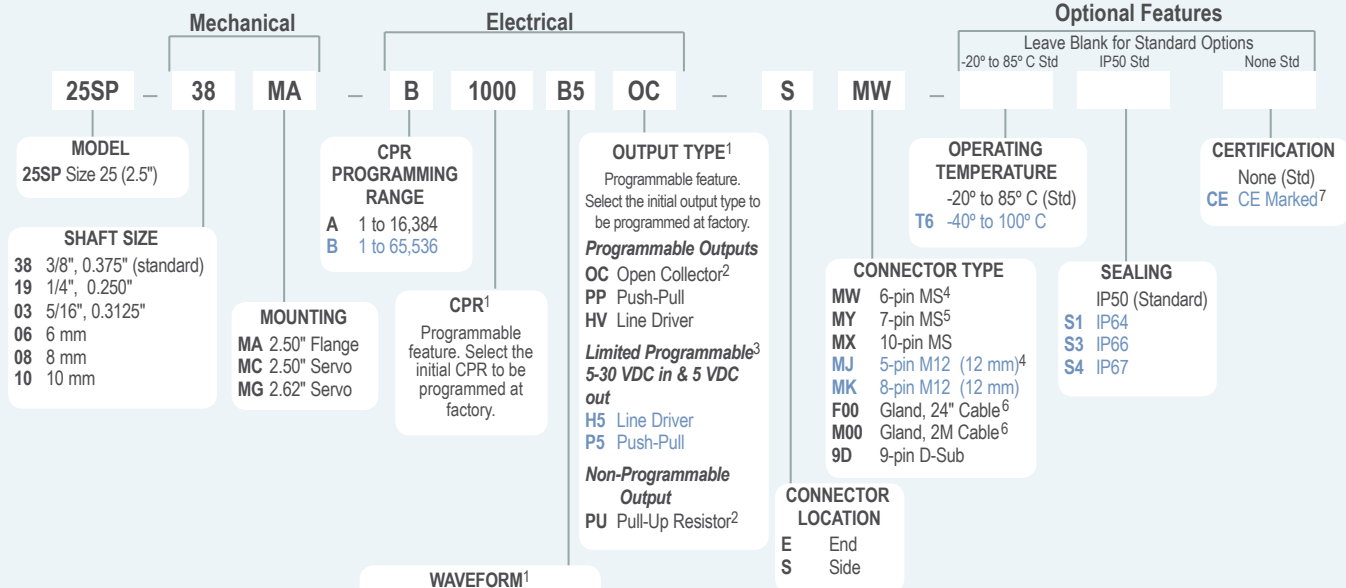 Mechanical
Electrical
Optional Features
Leave Blank for Standard Options
-20º to 85º C Std
IP50 Std
None Std
25SP – 38 MA – B 1000 B5 OC – S MW –
MODEL
25SP Size 25 (2.5")
SHAFT SIZE
38 3/8", 0.375" (standard)
19 1/4", 0.250"
03 5/16", 0.3125"
06 6 mm
08 8 mm
10 10 mm
MOUNTING
MA 2.50" Flange
MC 2.50" Servo
MG 2.62" Servo
CPR
PROGRAMMING
RANGE
A 1 to 16,384
B 1 to 65,536
CPR1
Programmable
feature. Select the
initial CPR to be
programmed at
factory.
WAVEFORM1
OUTPUT TYPE1
Programmable feature.
Select the initial output type to
be programmed at factory.
Programmable Outputs
OC Open Collector2
PP Push-Pull
HV Line Driver
Limited Programmable3
5-30 VDC in & 5 VDC
out
H5 Line Driver
P5 Push-Pull
Non-Programmable
Output
PU Pull-Up Resistor2
CONNECTOR
LOCATION
E End
S Side
CONNECTOR TYPE
MW 6-pin MS4
MY 7-pin MS5
MX 10-pin MS
MJ 5-pin M12 (12 mm)4
MK 8-pin M12 (12 mm)
F00 Gland, 24" Cable6
M00 Gland, 2M Cable6
9D 9-pin D-Sub
OPERATING
TEMPERATURE
-20º to 85º C (Std)
T6 -40º to 100º C
SEALING
IP50 (Standard)
S1 IP64
S3 IP66
S4 IP67
CERTIFICATION
None (Std)
CE CE Marked7